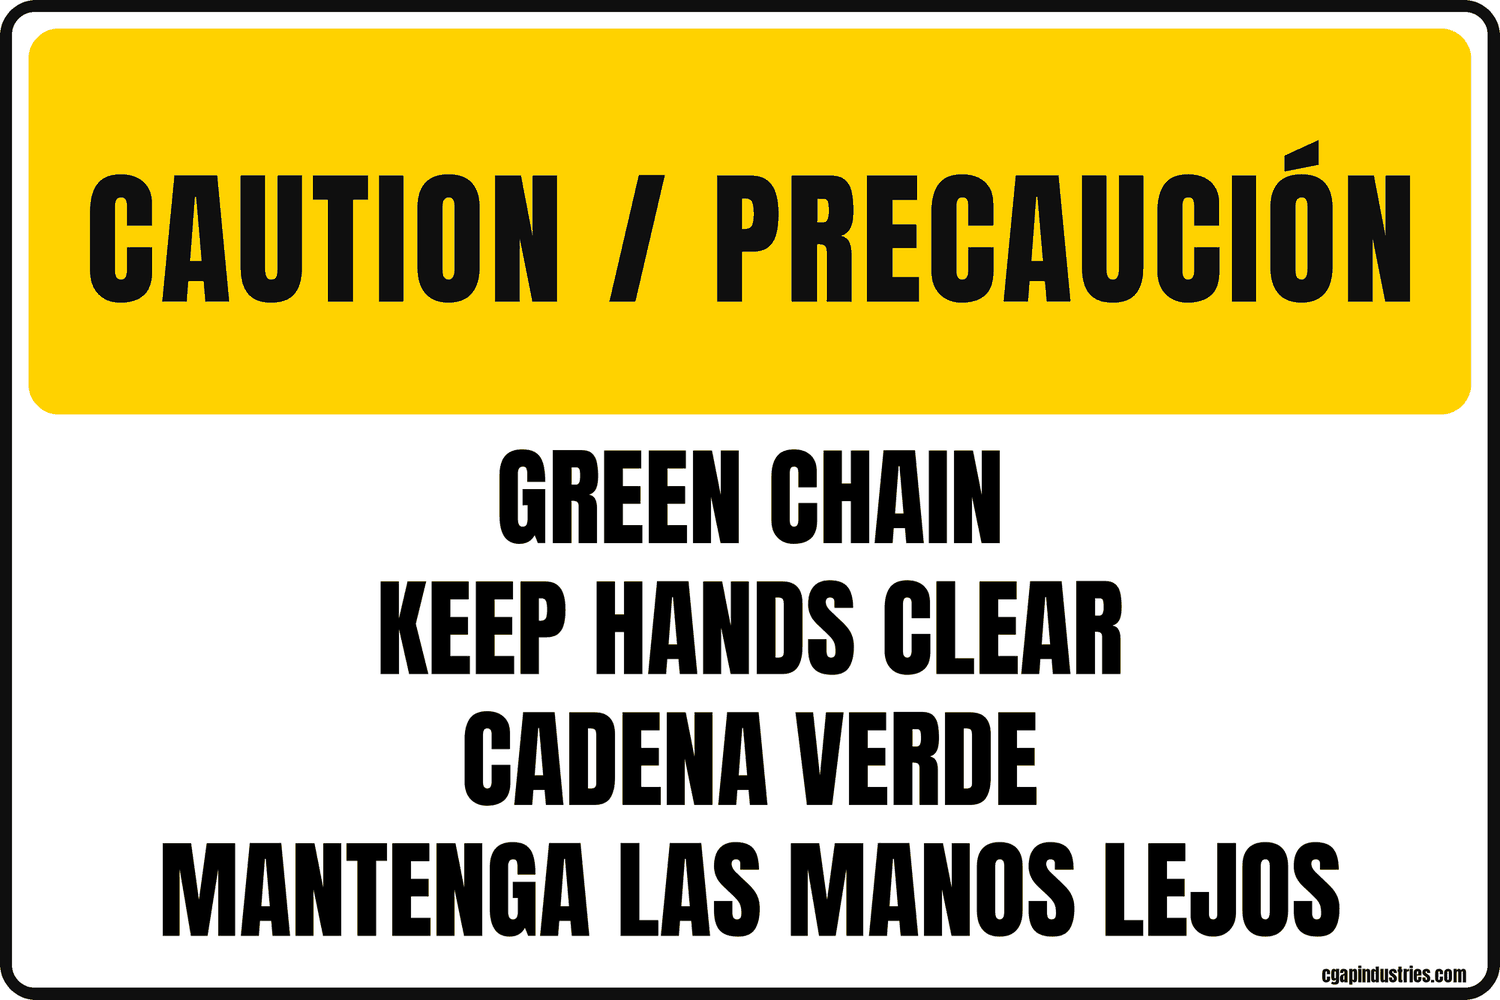 CAUTION / PRECAUCIÓN
GREEN CHAIN
KEEP HANDS CLEAR
CADENA VERDE
MANTENGA LAS MANOS LEJOS
cgapindustries.com